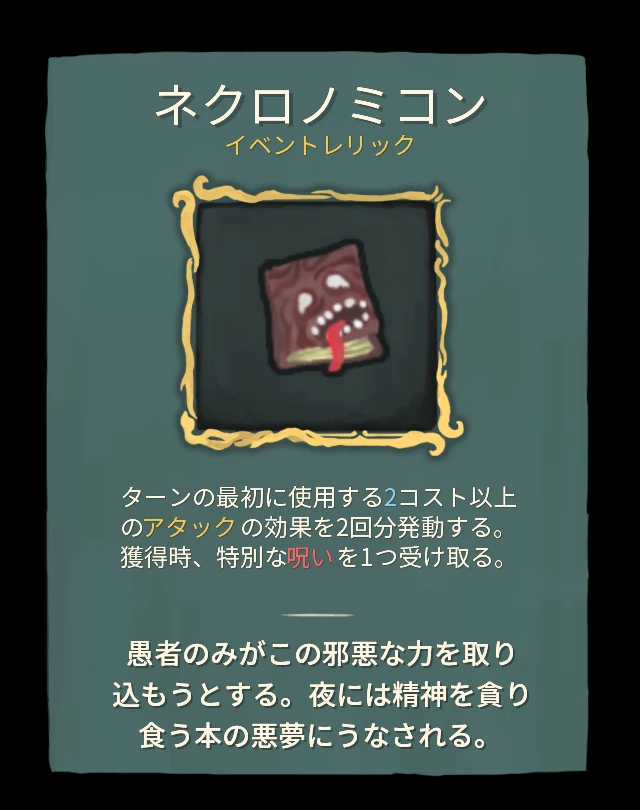 ネクロノミコン
イベントレリック
ターンの最初に使用する2コスト以上
のアタックの効果を2回分発動する。
獲得時、特別な呪いを1つ受け取る。
愚者のみがこの邪悪な力を取り
込もうとする。夜には精神を貪り
食う本の悪夢にうなされる。